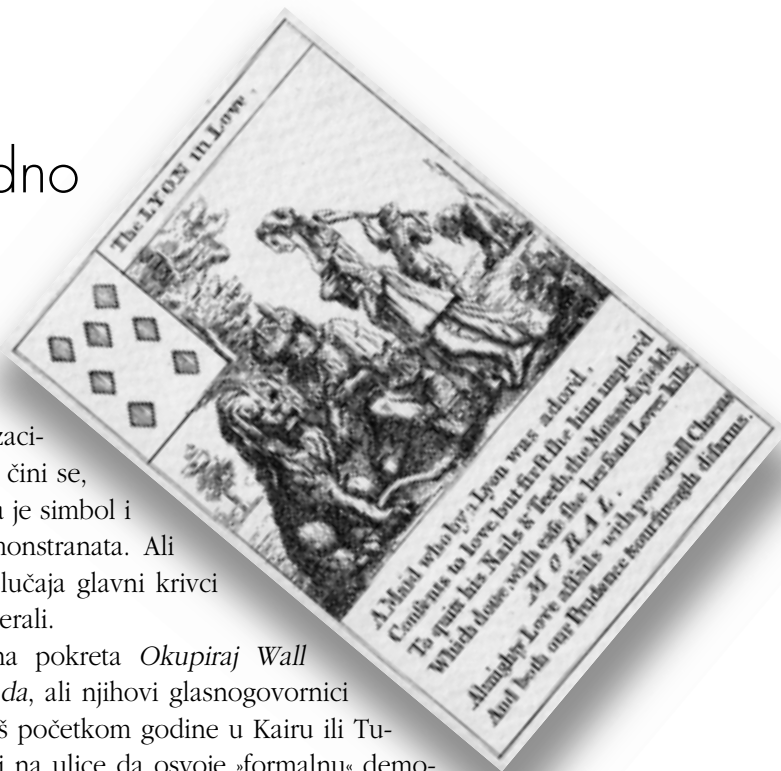 dno
The LYON in Love.
A Maid who by a Lyon was ador'd,
Consents to love, but first she him implor'd
To quit his Nails & Teeth, the Monarch yields,
Which done with ease she her fond Lover kills.
MORAL.
Almighty Love assails with powerfull Charms
And both our Prudence & our strength disarms.
zaci-
čini se,
je simbol i
monstranata. Ali
lučaja glavni krivci
erali.
na pokreta Okupiraj Wall
da, ali njihovi glasnogovornici
š početkom godine u Kairu ili Tu-
i na ulice da osvoje »formalnu« demo-